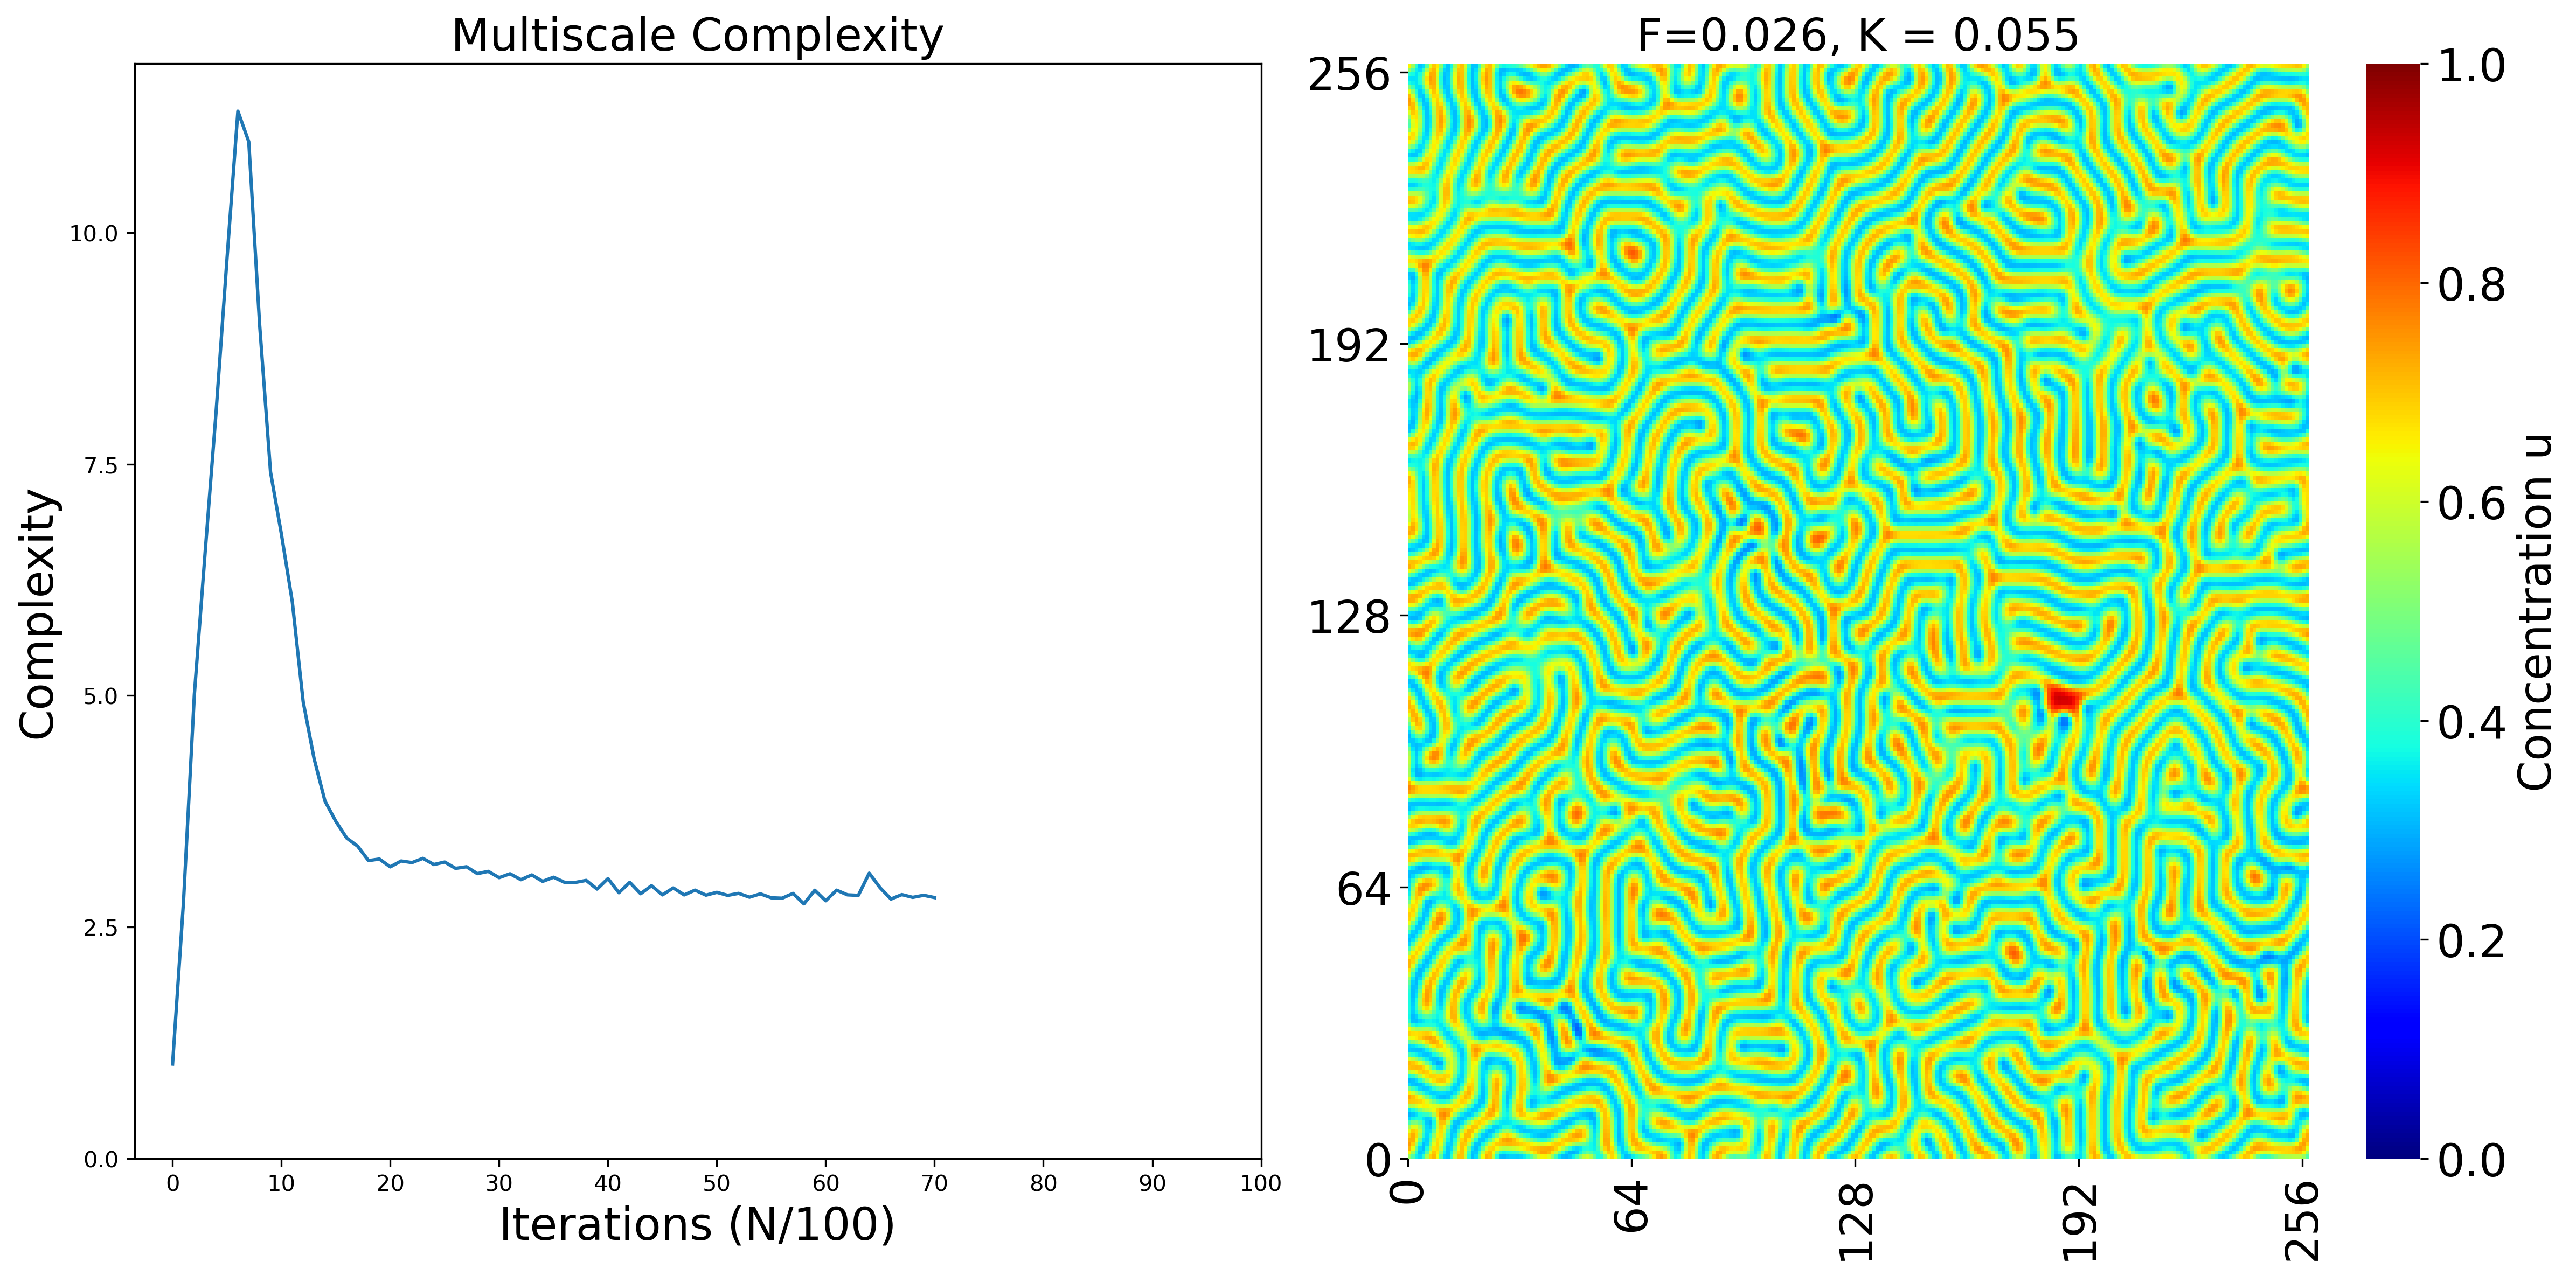 Multiscale Complexity
Complexity
10.0
7.5
5.0
2.5
0.0
0 10 20 30 40 50 60 70 80 90 100
Iterations (N/100)
F=0.026, K = 0.055
256
192
128
64
0
0 64 128 192 256
1.0
0.8
0.6
0.4
0.2
0.0
Concentration u